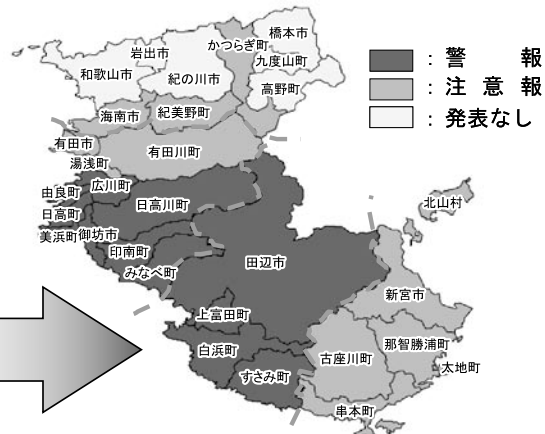 橋本市
岩出市
かつらぎ町
九度山町
和歌山市
紀の川市
高野町
：警　　報
：注 意 報
：発表なし
海南市
紀美野町
有田市
有田川町
湯浅町
広川町
由良町
日高川町
日高町
北山村
美浜町
御坊市
印南町
田辺市
みなべ町
新宮市
上富田町
白浜町
古座川町
那智勝浦町
太地町
すさみ町
串本町